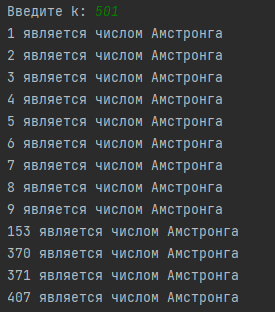 Введите k: 501
1 является числом Амстронга
2 является числом Амстронга
3 является числом Амстронга
4 является числом Амстронга
5 является числом Амстронга
6 является числом Амстронга
7 является числом Амстронга
8 является числом Амстронга
9 является числом Амстронга
153 является числом Амстронга
370 является числом Амстронга
371 является числом Амстронга
407 является числом Амстронга